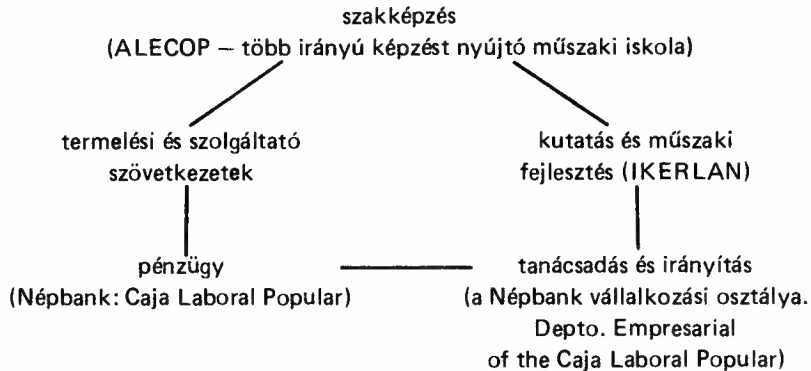 szakképzés
(ALECOP – több irányú képzést nyújtó műszaki iskola)
termelési és szolgáltató
szövetkezetek
kutatás és műszaki
fejlesztés (IKERLAN)
pénzügy
(Népbank: Caja Laboral Popular)
tanácsadás és irányítás
(a Népbank vállalkozási osztálya.
Depto. Empresarial
of the Caja Laboral Popular)